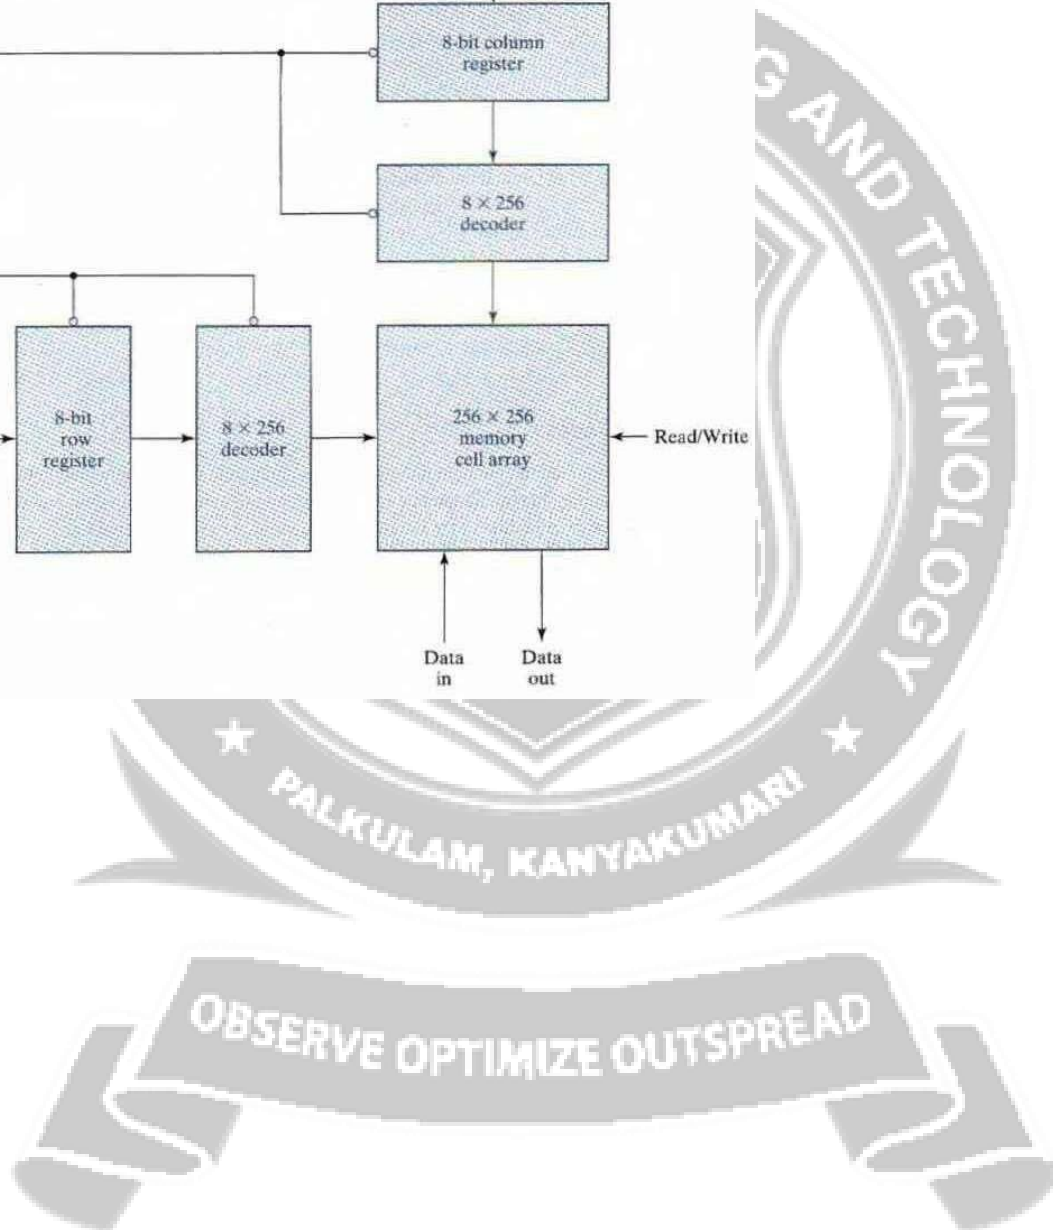 8-bit column
register
8 × 256
decoder
8-bit
row
register
8 × 256
decoder
256 × 256
memory
cell array
Read/Write
Data
in
Data
out
G AND TECHNOLOGY
PALKULAM, KANYAKUMARI
OBSERVE OPTIMIZE OUTSPREAD